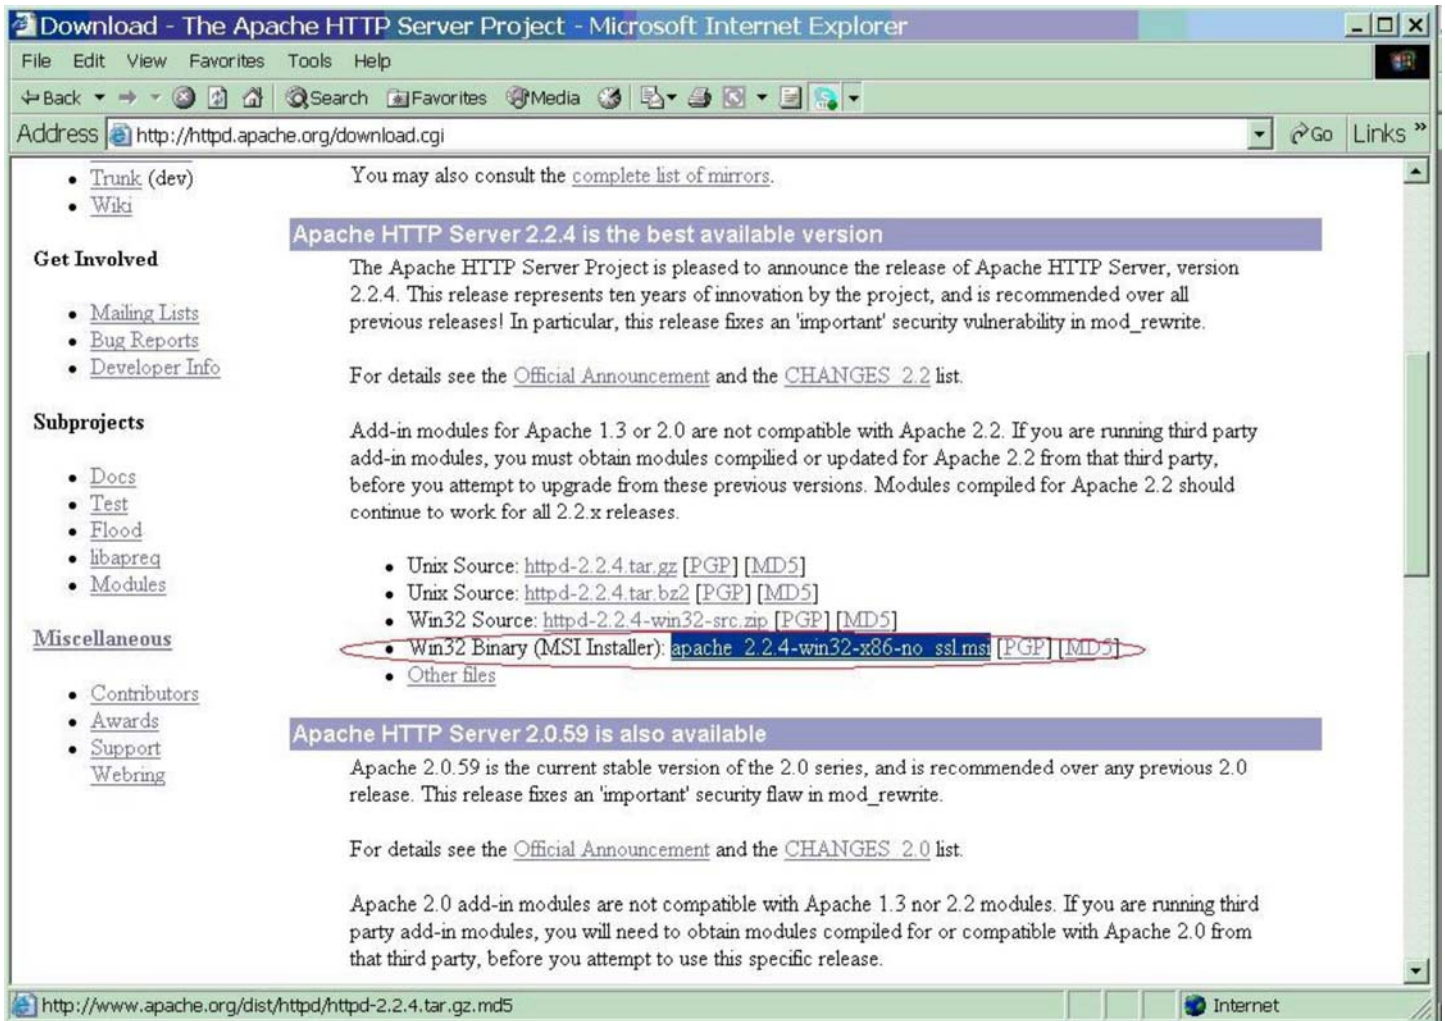 Download - The Apache HTTP Server Project - Microsoft Internet Explorer
File Edit View Favorites Tools Help
Back Search Favorites Media
Address http://httpd.apache.org/download.cgi Go Links »
• Trunk (dev)
• Wiki
Get Involved
• Mailing Lists
• Bug Reports
• Developer Info
Subprojects
• Docs
• Test
• Flood
• libapreq
• Modules
Miscellaneous
• Contributors
• Awards
• Support
Webring
You may also consult the complete list of mirrors.
Apache HTTP Server 2.2.4 is the best available version
The Apache HTTP Server Project is pleased to announce the release of Apache HTTP Server, version
2.2.4. This release represents ten years of innovation by the project, and is recommended over all
previous releases! In particular, this release fixes an 'important' security vulnerability in mod_rewrite.
For details see the Official Announcement and the CHANGES_2.2 list.
Add-in modules for Apache 1.3 or 2.0 are not compatible with Apache 2.2. If you are running third party
add-in modules, you must obtain modules compilied or updated for Apache 2.2 from that third party,
before you attempt to upgrade from these previous versions. Modules compiled for Apache 2.2 should
continue to work for all 2.2.x releases.
• Unix Source: httpd-2.2.4.tar.gz [PGP] [MD5]
• Unix Source: httpd-2.2.4.tar.bz2 [PGP] [MD5]
• Win32 Source: httpd-2.2.4-win32-src.zip [PGP] [MD5]
• Win32 Binary (MSI Installer): apache_2.2.4-win32-x86-no_ssl.msi [PGP] [MD5]
• Other files
Apache HTTP Server 2.0.59 is also available
Apache 2.0.59 is the current stable version of the 2.0 series, and is recommended over any previous 2.0
release. This release fixes an 'important' security flaw in mod_rewrite.
For details see the Official Announcement and the CHANGES_2.0 list.
Apache 2.0 add-in modules are not compatible with Apache 1.3 nor 2.2 modules. If you are running third
party add-in modules, you will need to obtain modules compiled for or compatible with Apache 2.0 from
that third party, before you attempt to use this specific release.
http://www.apache.org/dist/httpd/httpd-2.2.4.tar.gz.md5 Internet